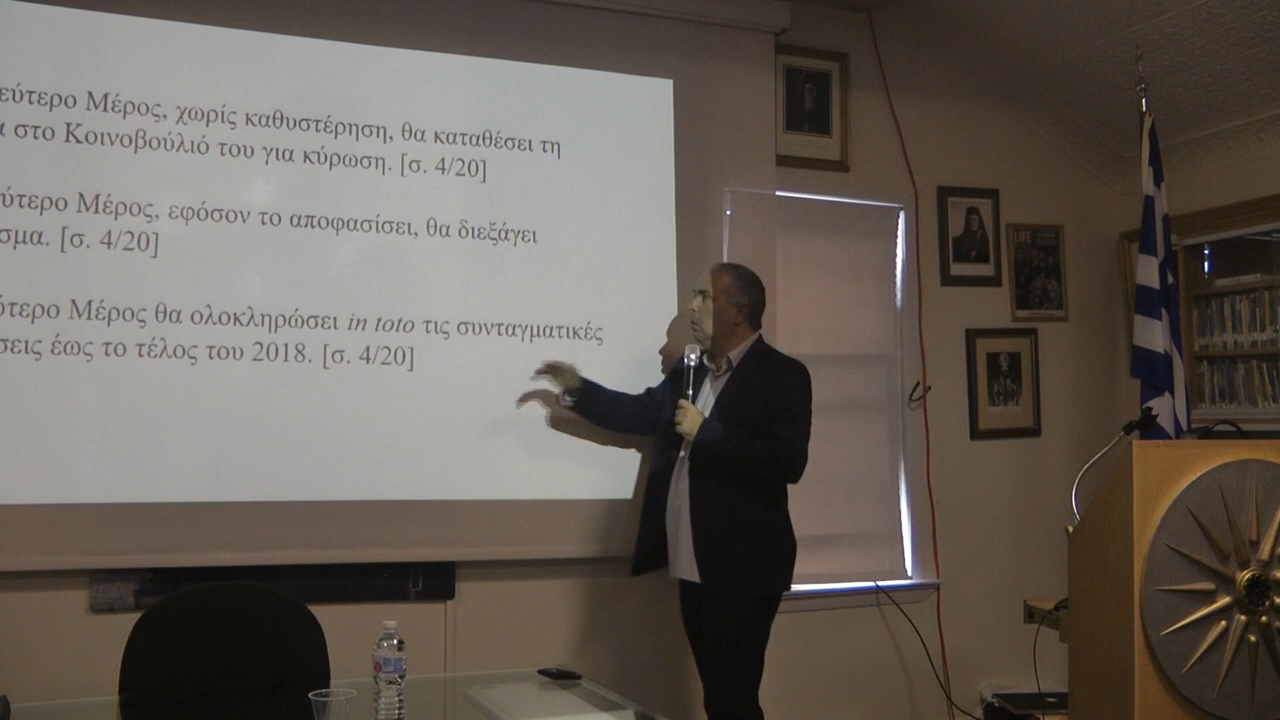 εύτερο Μέρος, χωρίς καθυστέρηση, θα καταθέσει τη
α στο Κοινοβούλιό του για κύρωση. [σ. 4/20]
ύτερο Μέρος, εφόσον το αποφασίσει, θα διεξάγει
σμα. [σ. 4/20]
ύτερο Μέρος θα ολοκληρώσει in toto τις συνταγματικές
σεις έως το τέλος του 2018. [σ. 4/20]
LIFE